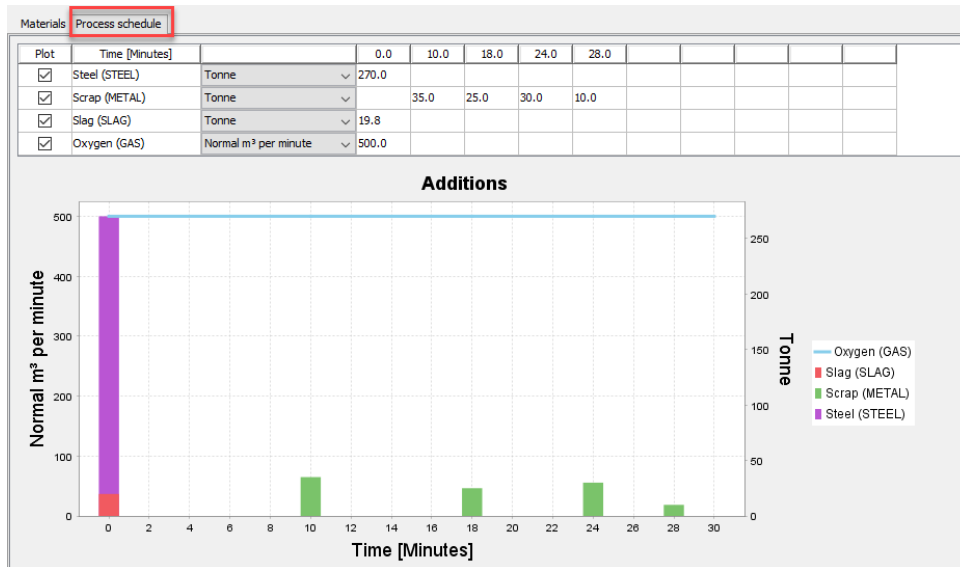 Materials Process schedule
Plot Time [Minutes] 0.0 10.0 18.0 24.0 28.0
Steel (STEEL) Tonne 270.0
Scrap (METAL) Tonne 35.0 25.0 30.0 10.0
Slag (SLAG) Tonne 19.8
Oxygen (GAS) Normal m³ per minute 500.0
Additions
Normal m³ per minute
500
400
300
200
100
0
250
200
150
100
50
0
Tonne
Oxygen (GAS)
Slag (SLAG)
Scrap (METAL)
Steel (STEEL)
0 2 4 6 8 10 12 14 16 18 20 22 24 26 28 30
Time [Minutes]